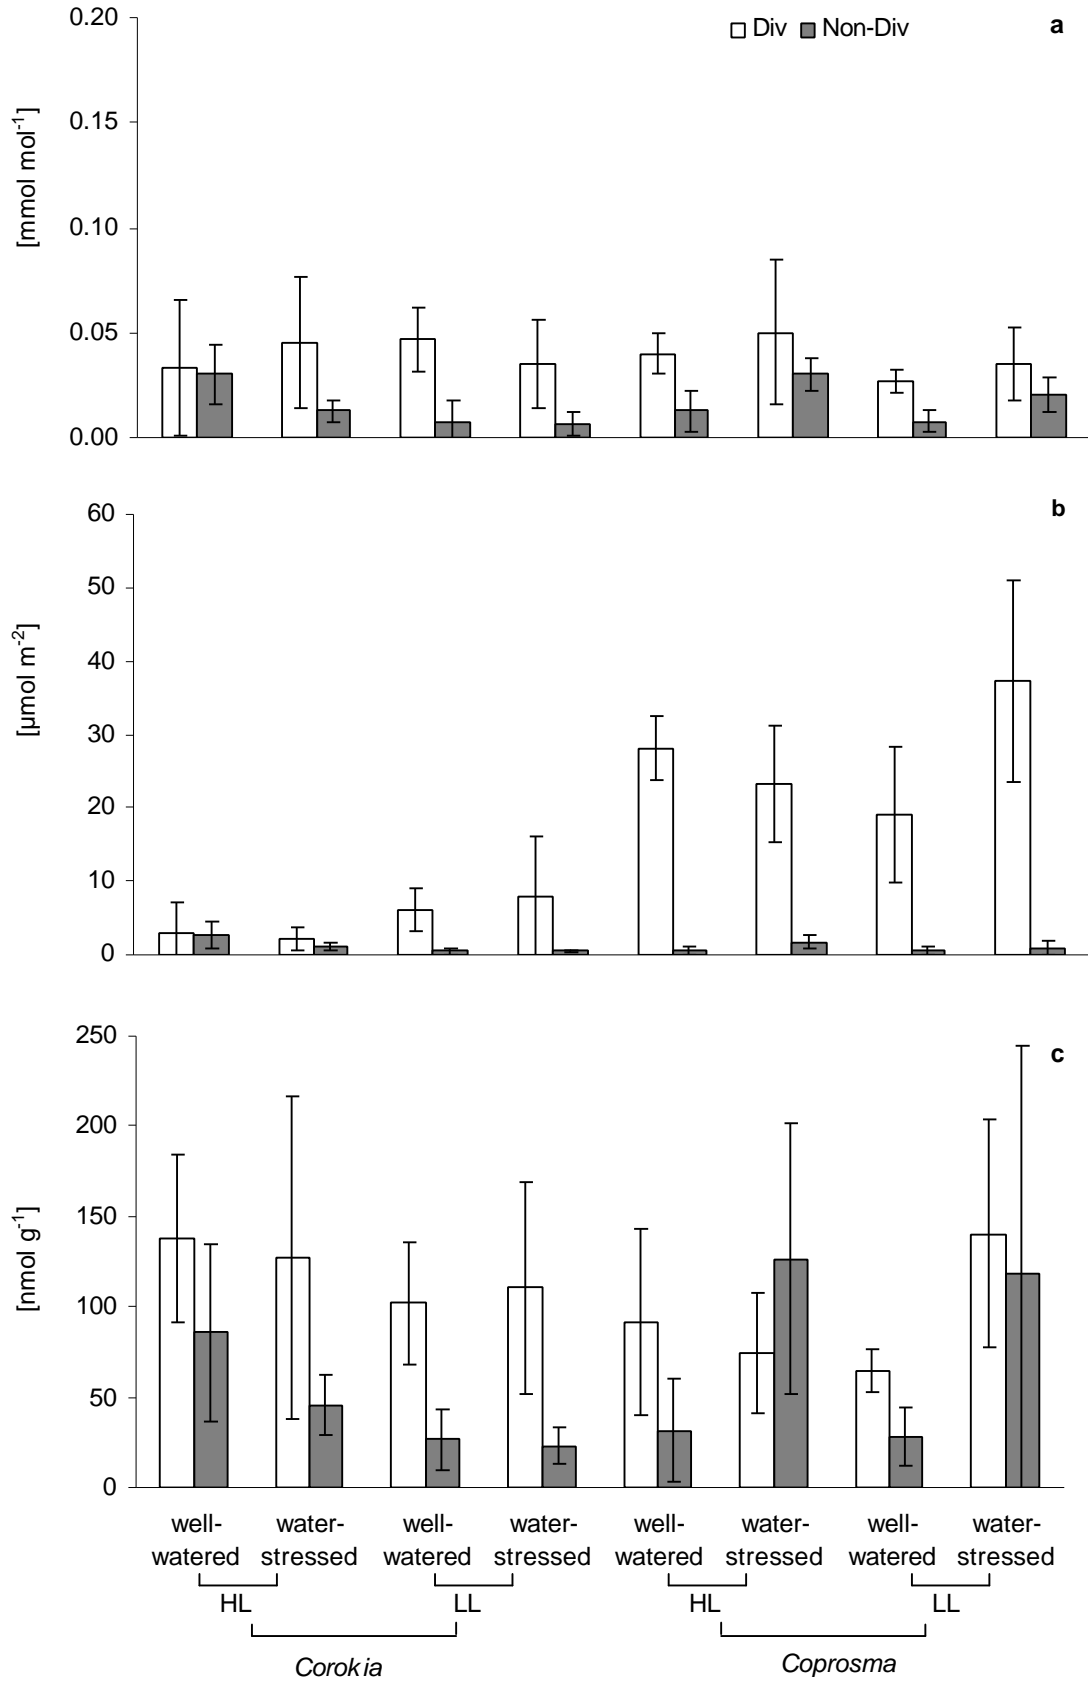 0.20
Div Non-Div
a
0.15
0.10
0.05
0.00
[mmol mol⁻¹]
b
60
50
40
30
20
10
0
[µmol m⁻²]
c
250
200
150
100
50
0
[nmol g⁻¹]
well- water- well- water- well- water- well- water-
watered stressed watered stressed watered stressed watered stressed
HL LL HL LL
Corokia Coprosma